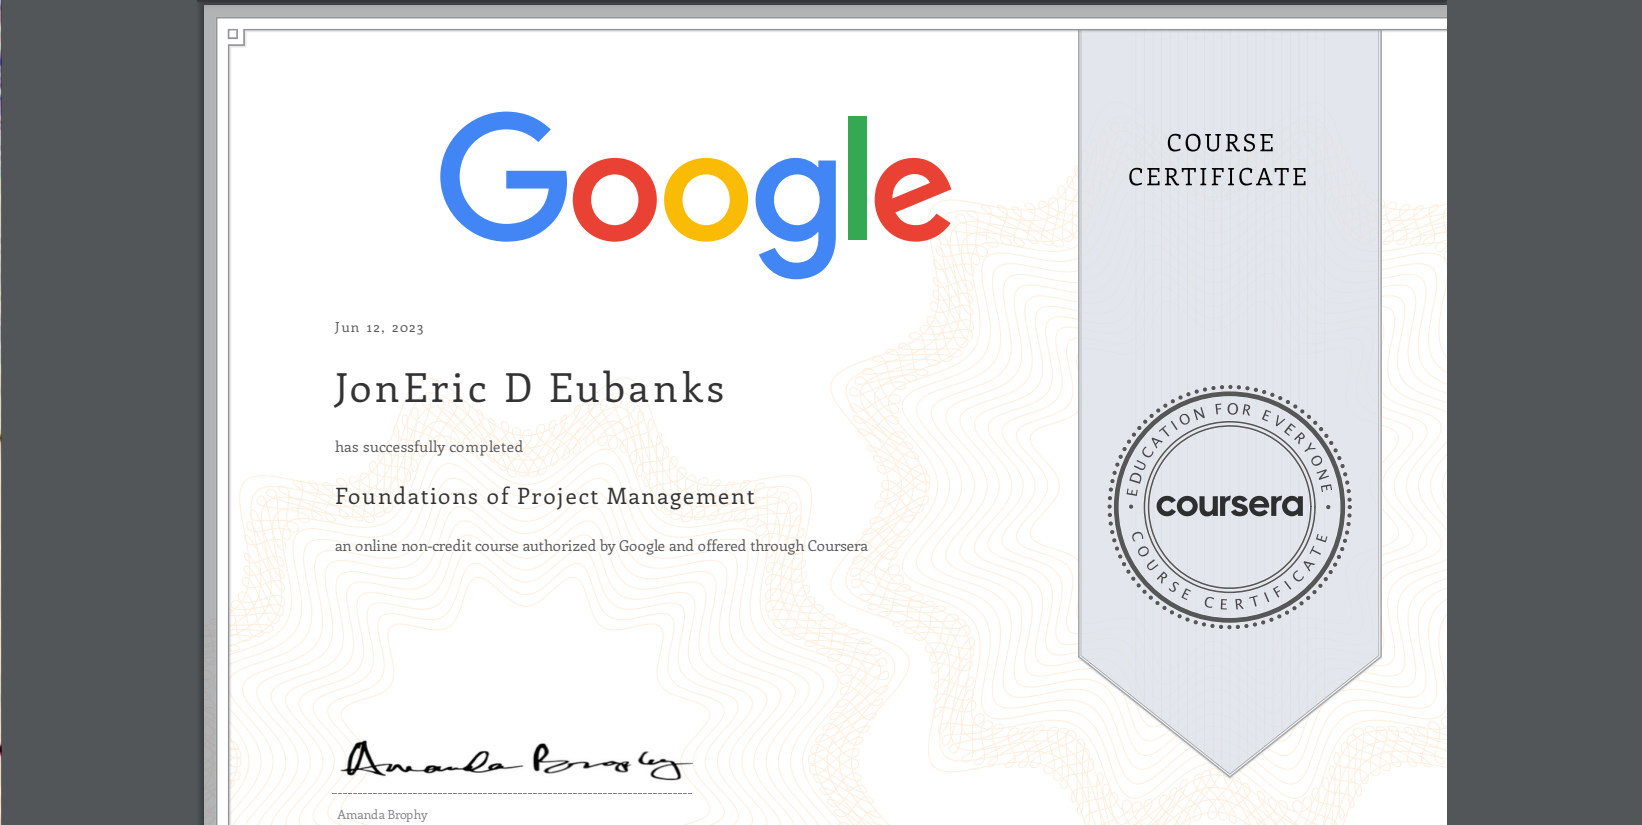 Google
COURSE
CERTIFICATE
Jun 12, 2023
JonEric D Eubanks
has successfully completed
Foundations of Project Management
an online non-credit course authorized by Google and offered through Coursera
EDUCATION FOR EVERYONE
coursera
COURSE CERTIFICATE
Amanda Brophy
Amanda Brophy